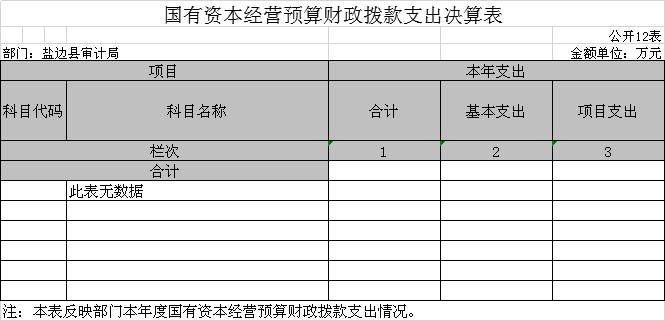 国有资本经营预算财政拨款支出决算表
公开12表
部门：盐边县审计局 金额单位：万元
项目 本年支出
科目代码 科目名称 合计 基本支出 项目支出
栏次 1 2 3
合计
此表无数据
注：本表反映部门本年度国有资本经营预算财政拨款支出情况。